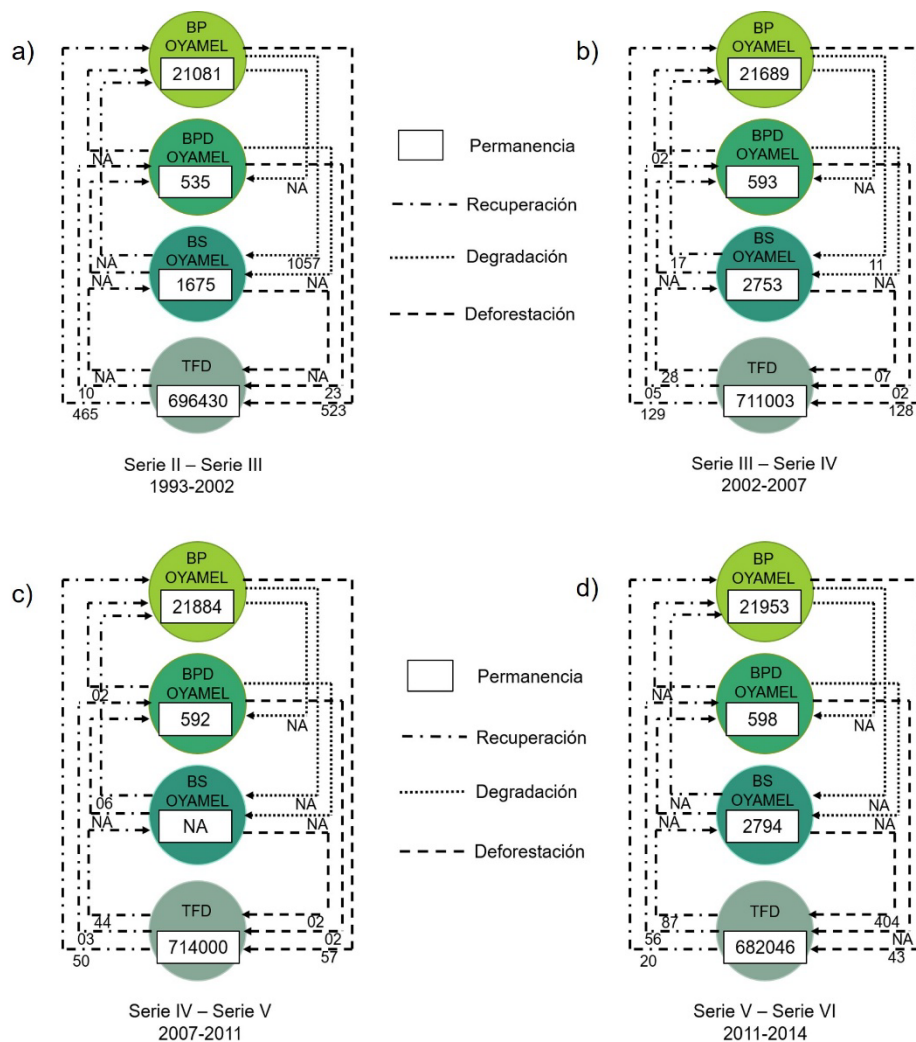 a)
BP
OYAMEL
21081
BPD
OYAMEL
NA
535
NA
BS
OYAMEL
NA
1057
NA
1675
NA
TFD
NA
NA
10
696430
23
465
523
Serie II – Serie III
1993-2002
Permanencia
Recuperación
Degradación
Deforestación
b)
BP
OYAMEL
21689
BPD
OYAMEL
02
593
NA
BS
OYAMEL
17
11
NA
2753
NA
TFD
28
07
05
711003
02
129
128
Serie III – Serie IV
2002-2007
c)
BP
OYAMEL
21884
BPD
OYAMEL
02
592
NA
BS
OYAMEL
06
NA
NA
NA
NA
TFD
44
02
03
714000
02
50
57
Serie IV – Serie V
2007-2011
Permanencia
Recuperación
Degradación
Deforestación
d)
BP
OYAMEL
21953
BPD
OYAMEL
NA
598
NA
BS
OYAMEL
NA
NA
NA
2794
NA
TFD
87
404
56
682046
NA
20
43
Serie V – Serie VI
2011-2014